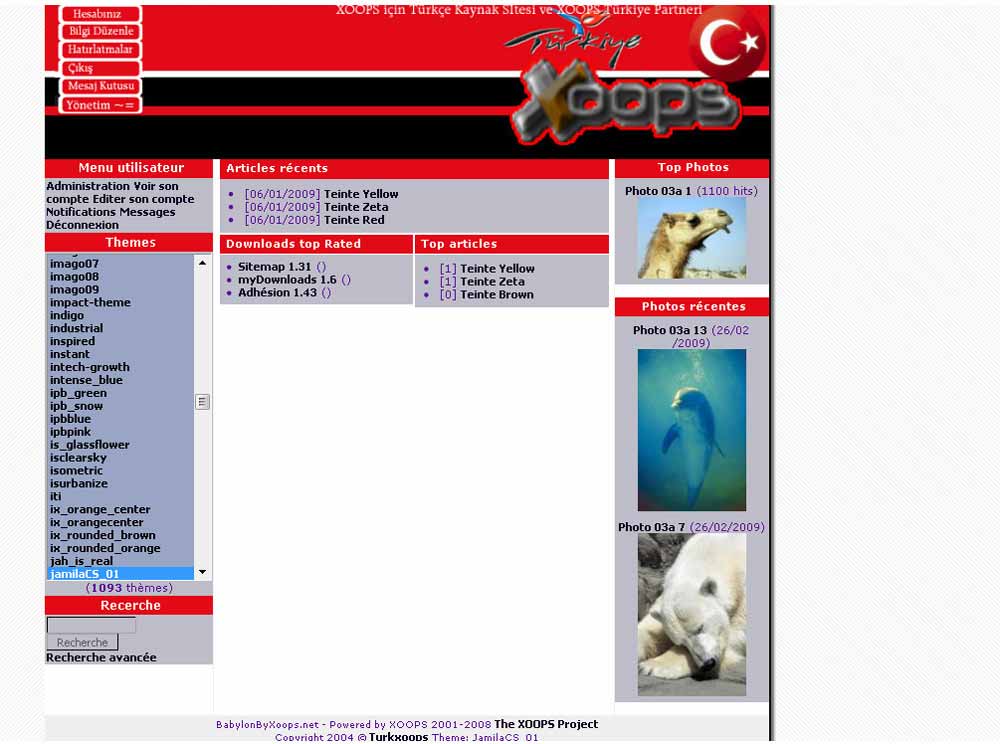 XOOPS için Türkçe Kaynak SItesi ve XOOPS Türkiye Partneri
Hesabınız
Bilgi Düzenle
Hatırlatmalar
Çıkış
Mesaj Kutusu
Yönetim ~=
Türkiye
Xoops
Menu utilisateur
Administration Voir son
compte Editer son compte
Notifications Messages
Déconnexion
Themes
imago07
imago08
imago09
impact-theme
indigo
industrial
inspired
instant
intech-growth
intense_blue
ipb_green
ipb_snow
ipbblue
ipbpink
is_glassflower
isclearsky
isometric
isurbanize
iti
ix_orange_center
ix_orangecenter
ix_rounded_brown
ix_rounded_orange
jah_is_real
jamilaCS_01
(1093 thèmes)
Recerche
Recherche
Recherche avancée
Articles récents
[06/01/2009] Teinte Yellow
[06/01/2009] Teinte Zeta
[06/01/2009] Teinte Red
Downloads top Rated
Sitemap 1.31 ()
myDownloads 1.6 ()
Adhésion 1.43 ()
Top articles
[1] Teinte Yellow
[1] Teinte Zeta
[0] Teinte Brown
Top Photos
Photo 03a 1 (1100 hits)
Photos récentes
Photo 03a 13 (26/02
/2009)
Photo 03a 7 (26/02/2009)
BabylonByXoops.net - Powered by XOOPS 2001-2008 The XOOPS Project
Copyright 2004 © Turkxoops Theme: JamilaCS_01